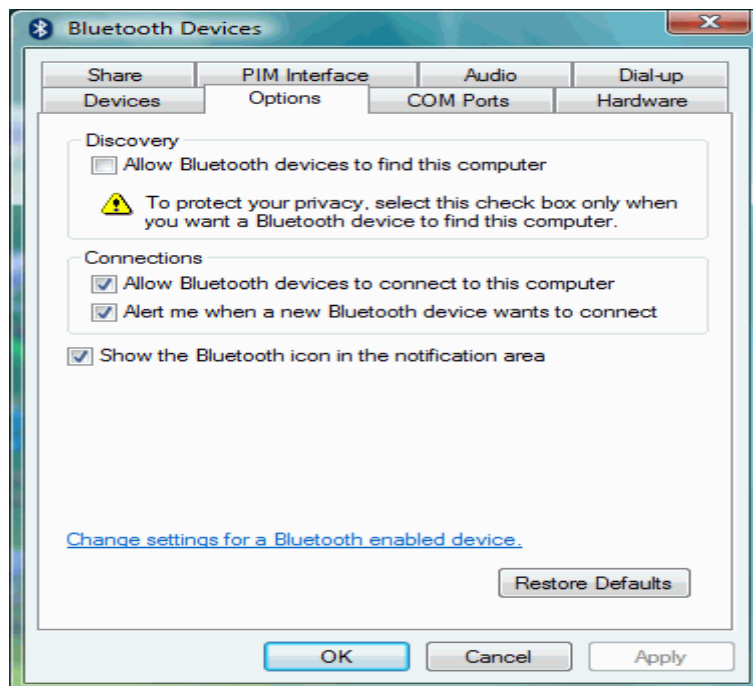 Bluetooth Devices
Share PIM Interface Audio Dial-up
Devices Options COM Ports Hardware
Discovery
Allow Bluetooth devices to find this computer
To protect your privacy, select this check box only when
you want a Bluetooth device to find this computer.
Connections
Allow Bluetooth devices to connect to this computer
Alert me when a new Bluetooth device wants to connect
Show the Bluetooth icon in the notification area
Change settings for a Bluetooth enabled device.
Restore Defaults
OK Cancel Apply